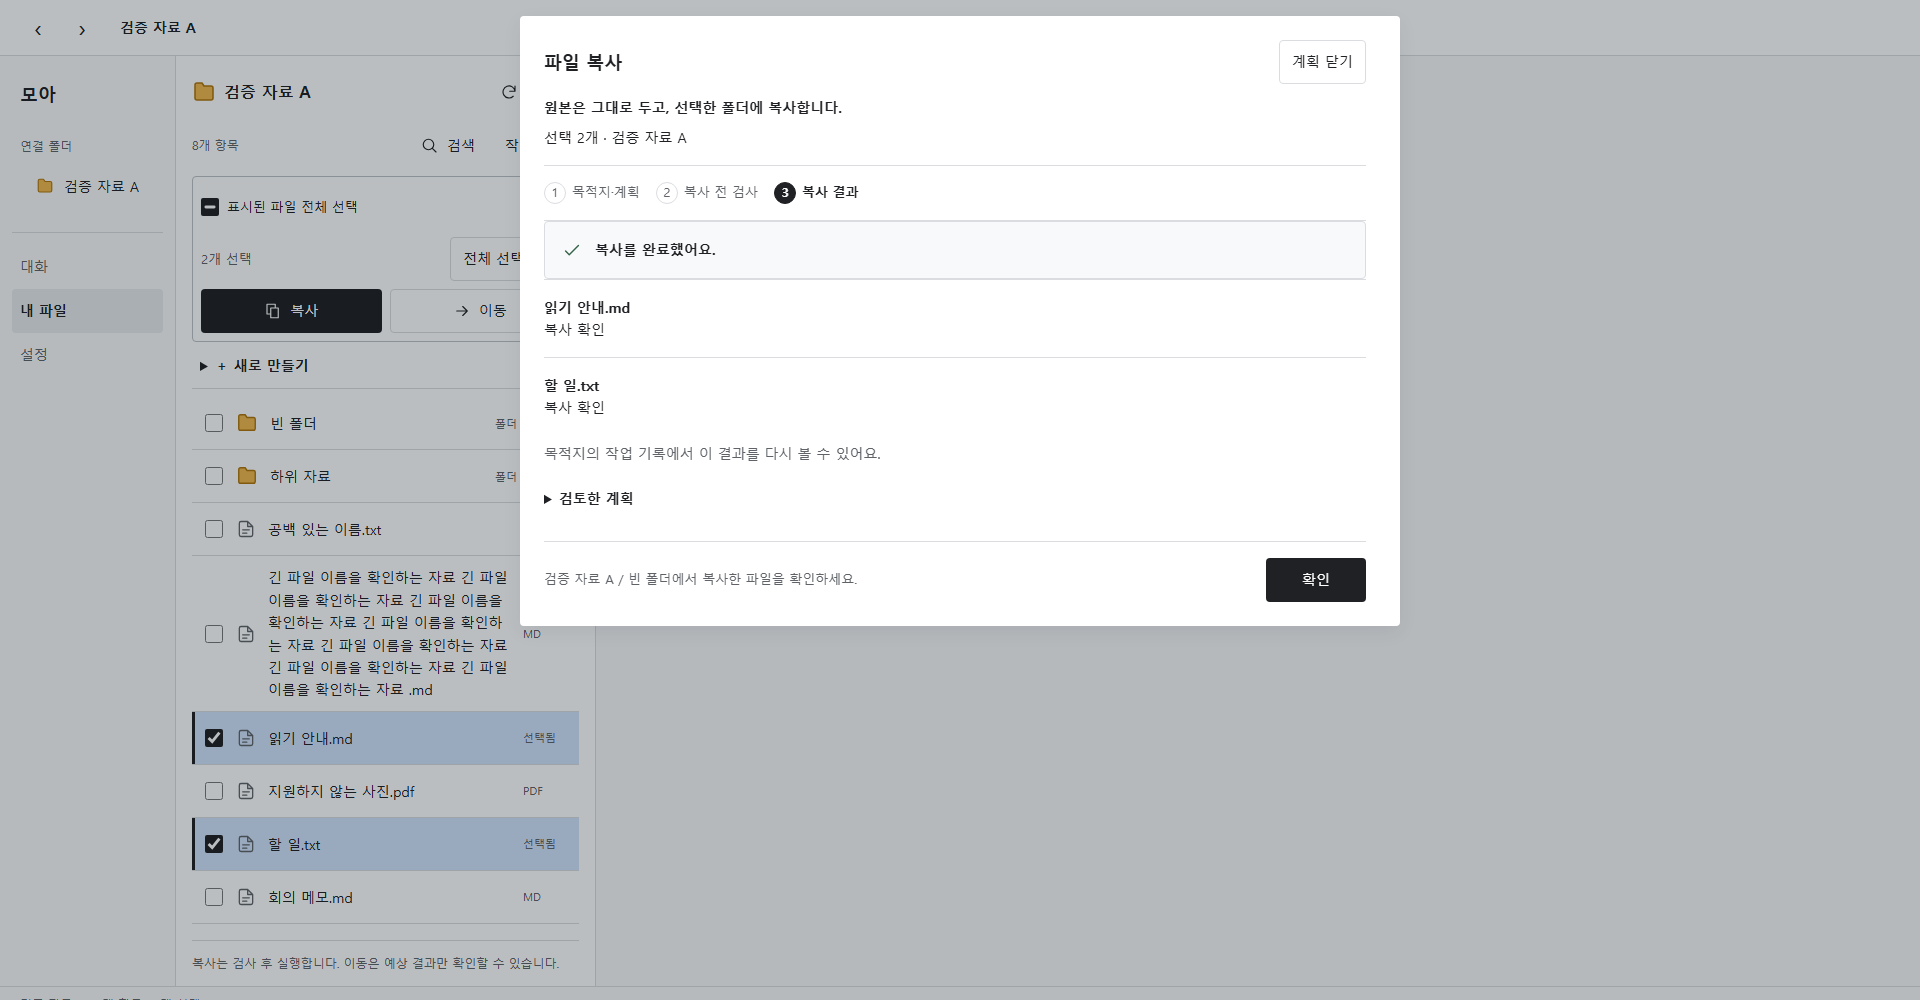 검증 자료 A
모아
연결 폴더
검증 자료 A
대화
내 파일
설정
검증 자료 A
8개 항목
검색
작
표시된 파일 전체 선택
2개 선택
전체 선택
복사
이동
+ 새로 만들기
빈 폴더 폴더
하위 자료 폴더
공백 있는 이름.txt
긴 파일 이름을 확인하는 자료 긴 파일
이름을 확인하는 자료 긴 파일 이름을
확인하는 자료 긴 파일 이름을 확인하
는 자료 긴 파일 이름을 확인하는 자료
긴 파일 이름을 확인하는 자료 긴 파일
이름을 확인하는 자료 .md
MD
읽기 안내.md 선택됨
지원하지 않는 사진.pdf PDF
할 일.txt 선택됨
회의 메모.md MD
복사는 검사 후 실행합니다. 이동은 예상 결과만 확인할 수 있습니다.
파일 복사
계획 닫기
원본은 그대로 두고, 선택한 폴더에 복사합니다.
선택 2개 · 검증 자료 A
1 목적지·계획 2 복사 전 검사 3 복사 결과
복사를 완료했어요.
읽기 안내.md
복사 확인
할 일.txt
복사 확인
목적지의 작업 기록에서 이 결과를 다시 볼 수 있어요.
검토한 계획
검증 자료 A / 빈 폴더에서 복사한 파일을 확인하세요.
확인